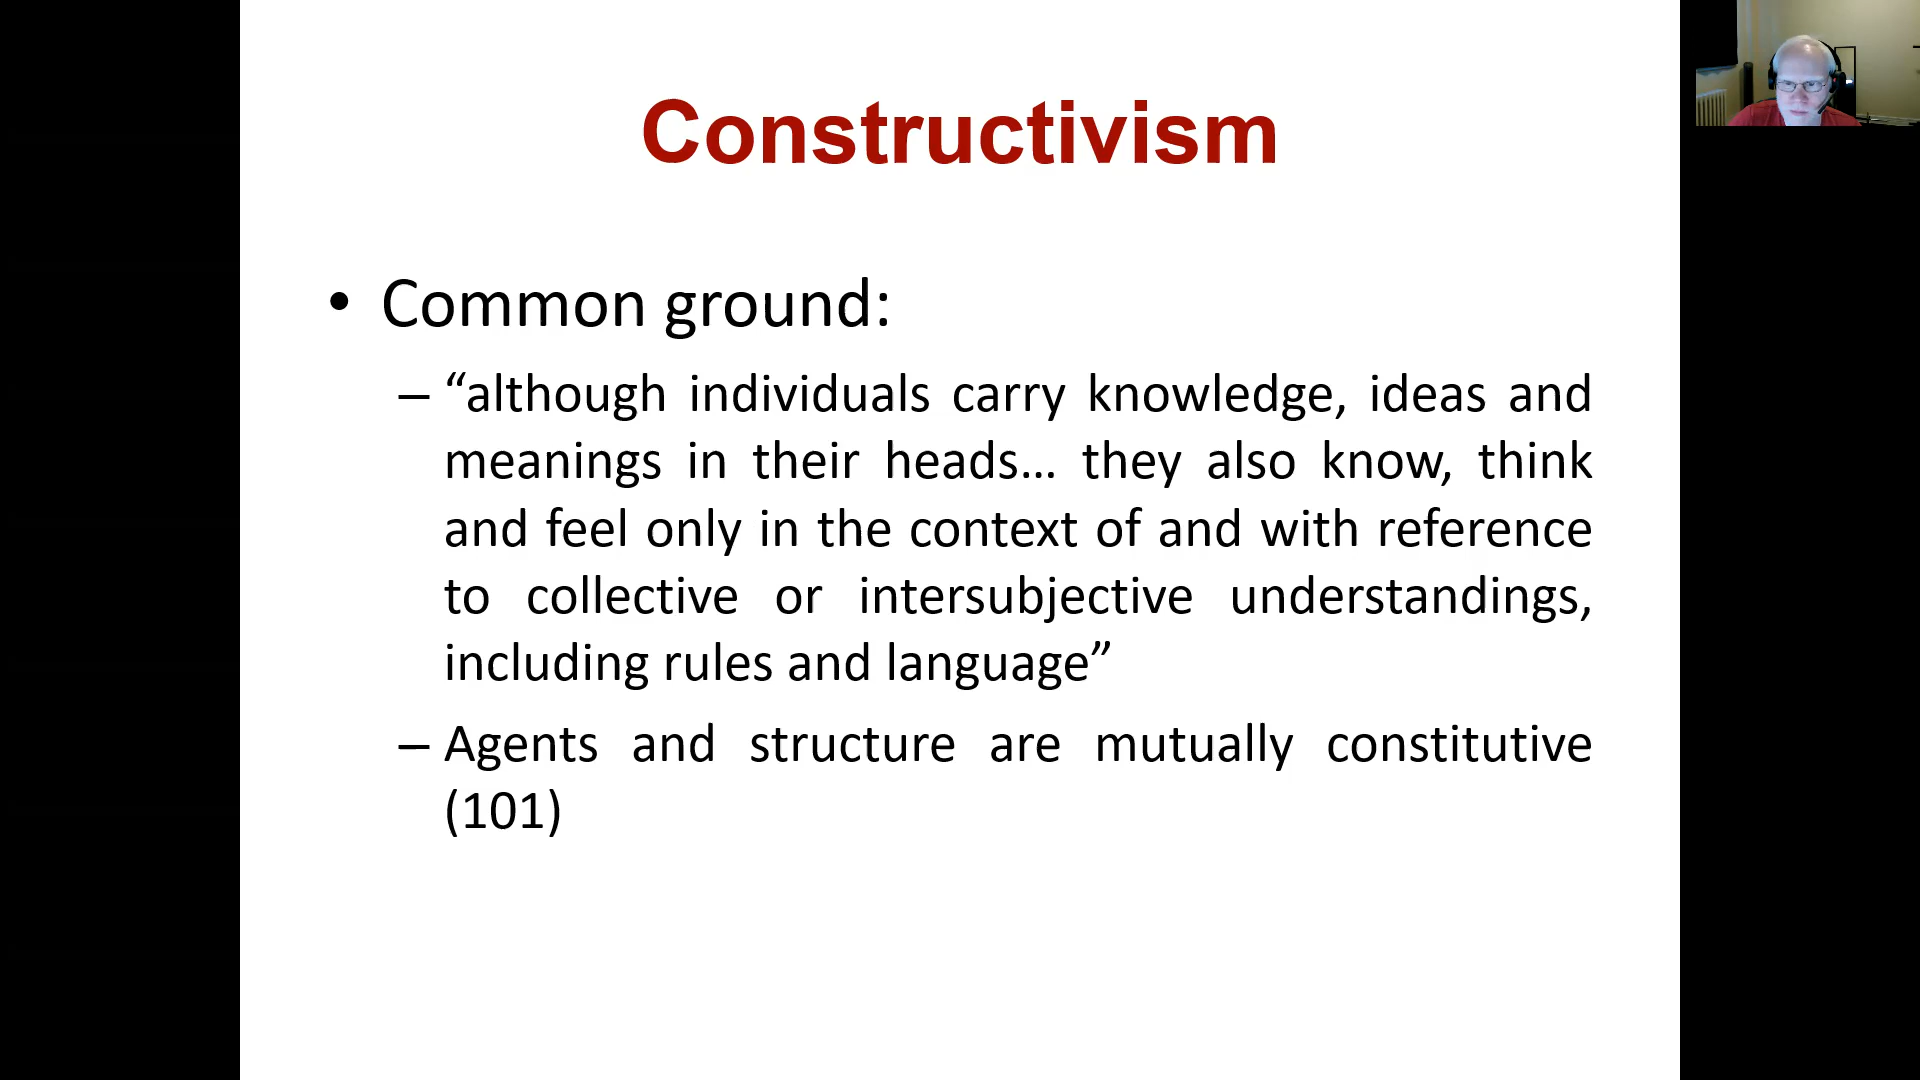 Constructivism
• Common ground:
– “although individuals carry knowledge, ideas and
meanings in their heads… they also know, think
and feel only in the context of and with reference
to collective or intersubjective understandings,
including rules and language”
– Agents and structure are mutually constitutive
(101)